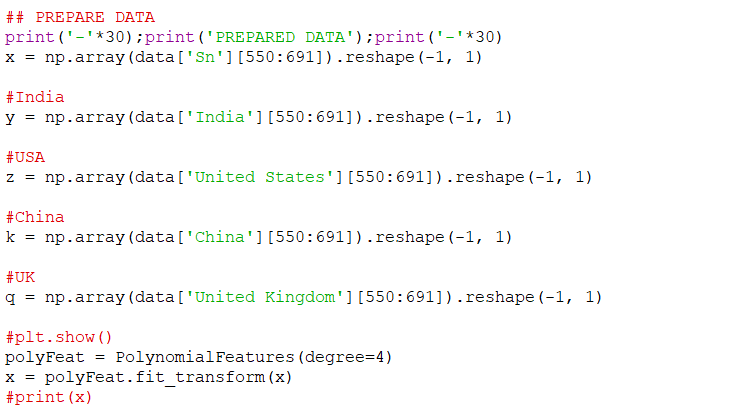 ## PREPARE DATA
print('-'*30);print('PREPARED DATA');print('-'*30)
x = np.array(data['Sn'][550:691]).reshape(-1, 1)
#India
y = np.array(data['India'][550:691]).reshape(-1, 1)
#USA
z = np.array(data['United States'][550:691]).reshape(-1, 1)
#China
k = np.array(data['China'][550:691]).reshape(-1, 1)
#UK
q = np.array(data['United Kingdom'][550:691]).reshape(-1, 1)
#plt.show()
polyFeat = PolynomialFeatures(degree=4)
x = polyFeat.fit_transform(x)
#print(x)